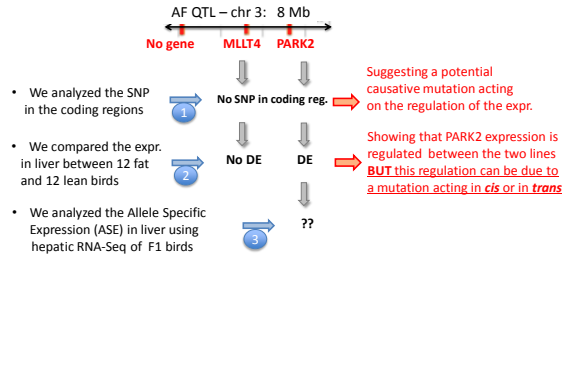 AF QTL – chr 3: 8 Mb
No gene MLLT4 PARK2
• We analyzed the SNP
in the coding regions
1
No SNP in coding reg.
Suggesting a potential
causative mutation acting
on the regulation of the expr.
• We compared the expr.
in liver between 12 fat
and 12 lean birds
2
No DE DE
Showing that PARK2 expression is
regulated between the two lines
BUT this regulation can be due to
a mutation acting in cis or in trans
• We analyzed the Allele Specific
Expression (ASE) in liver using
hepatic RNA-Seq of F1 birds
3
??